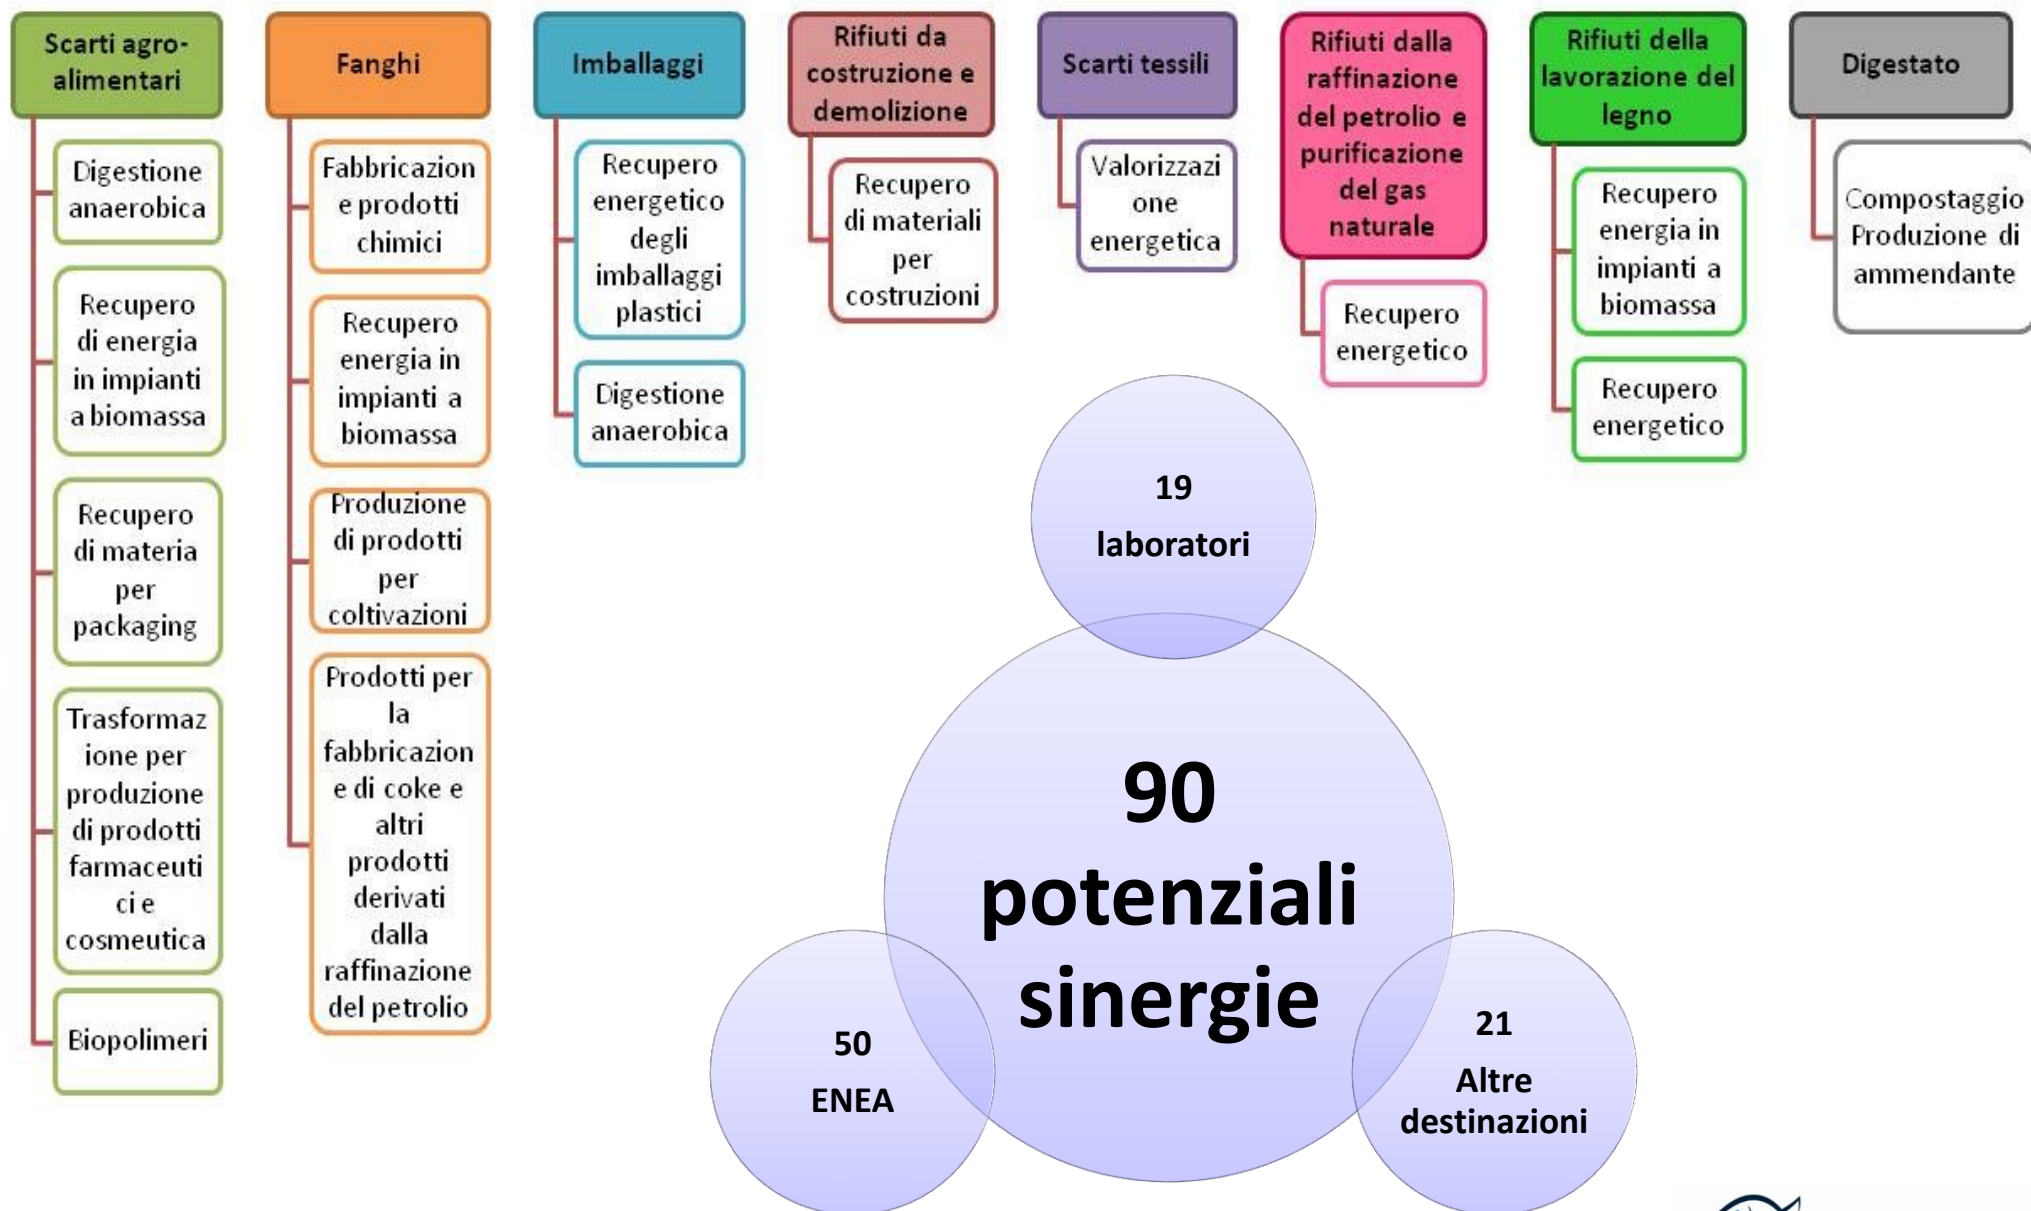 Scarti agro-
alimentari
Digestione
anaerobica
Recupero
di energia
in impianti
a biomassa
Recupero
di materia
per
packaging
Trasformaz
ione per
produzione
di prodotti
farmaceuti
ci e
cosmeutica
Biopolimeri
Fanghi
Fabbricazion
e prodotti
chimici
Recupero
energia in
impianti a
biomassa
Produzione
di prodotti
per
coltivazioni
Prodotti per
la
fabbricazion
e di coke e
altri
prodotti
derivati
dalla
raffinazione
del petrolio
Imballaggi
Recupero
energetico
degli
imballaggi
plastici
Digestione
anaerobica
Rifiuti da
costruzione e
demolizione
Recupero
di materiali
per
costruzioni
Scarti tessili
Valorizzazi
one
energetica
Rifiuti dalla
raffinazione
del petrolio e
purificazione
del gas
naturale
Recupero
energetico
Rifiuti della
lavorazione del
legno
Recupero
energia in
impianti a
biomassa
Recupero
energetico
Digestato
Compostaggio
Produzione di
ammendante
19
laboratori
90
potenziali
sinergie
50
ENEA
21
Altre
destinazioni